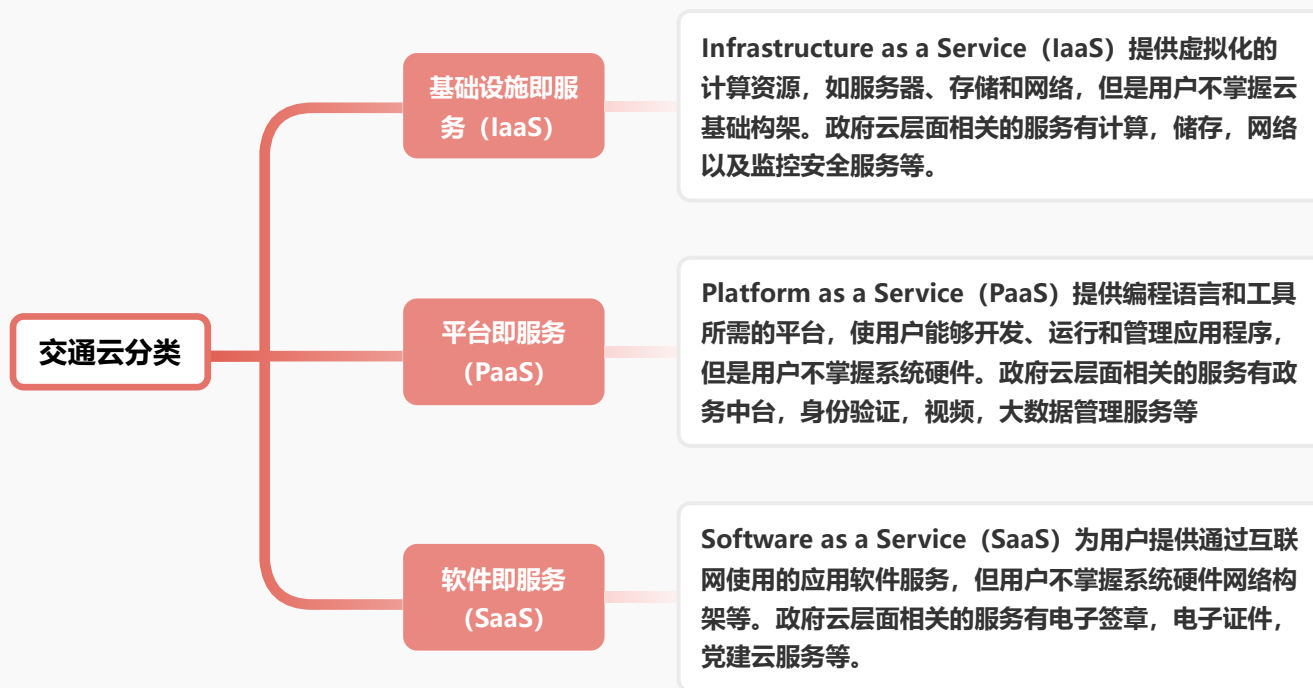 基础设施即服
务（IaaS）
Infrastructure as a Service（IaaS）提供虚拟化的
计算资源，如服务器、存储和网络，但是用户不掌握云
基础构架。政府云层面相关的服务有计算，储存，网络
以及监控安全服务等。
交通云分类
平台即服务
（PaaS）
Platform as a Service（PaaS）提供编程语言和工具
所需的平台，使用户能够开发、运行和管理应用程序，
但是用户不掌握系统硬件。政府云层面相关的服务有政
务中台，身份验证，视频，大数据管理服务等
软件即服务
（SaaS）
Software as a Service（SaaS）为用户提供通过互联
网使用的应用软件服务，但用户不掌握系统硬件网络构
架等。政府云层面相关的服务有电子签章，电子证件，
党建云服务等。